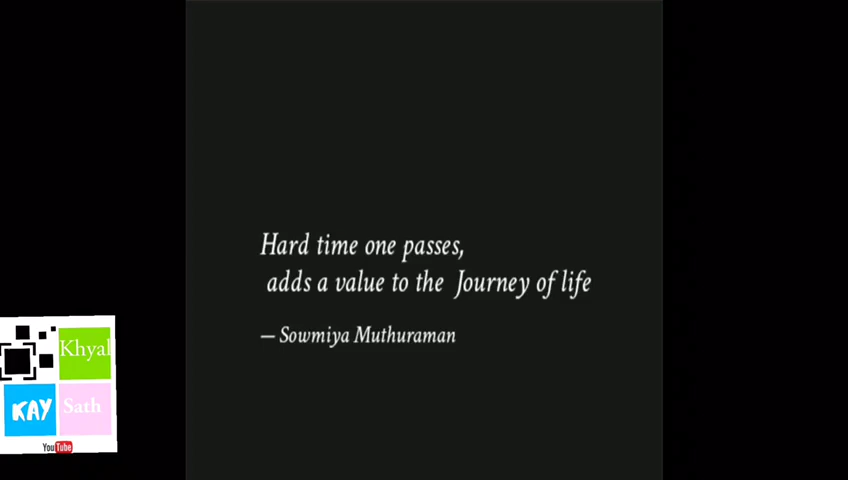 Hard time one passes,
adds a value to the Journey of life
— Sowmiya Muthuraman
Khyal
KAY
Sath
YouTube